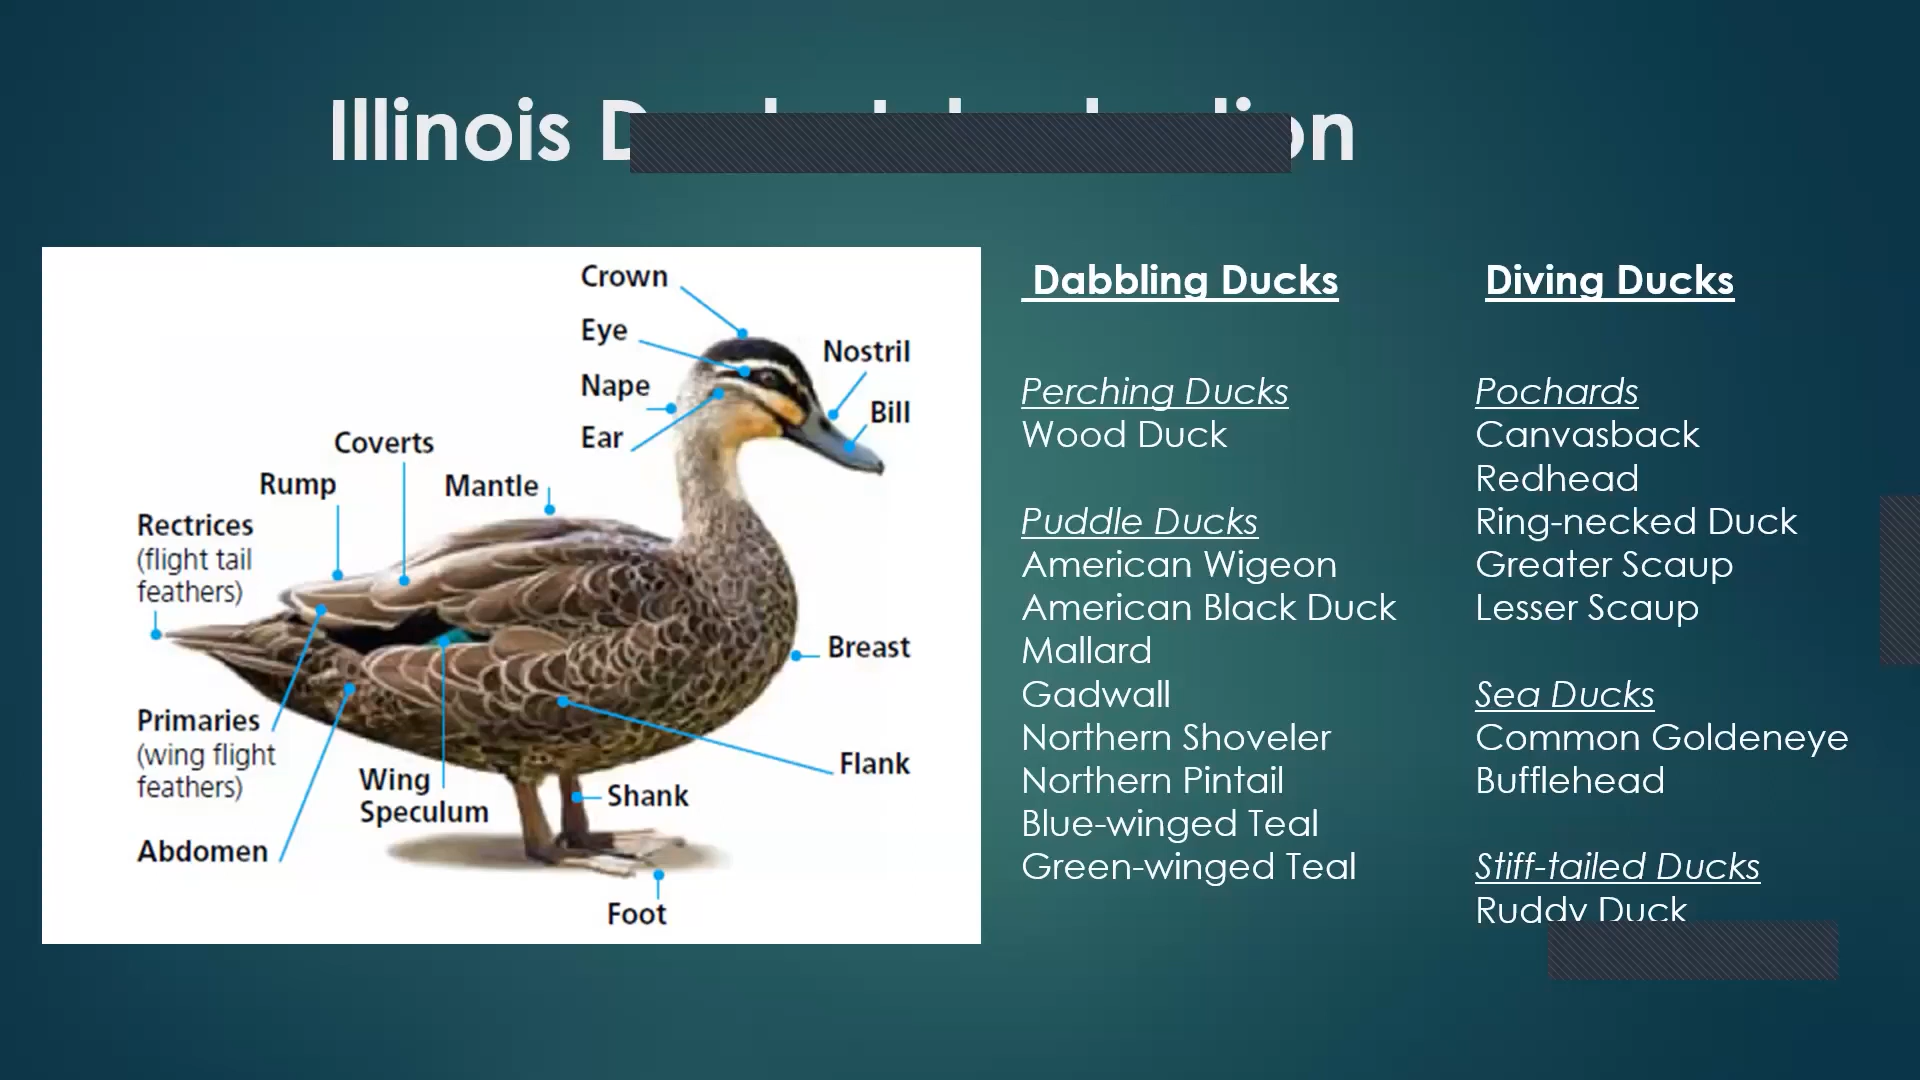 Illinois
Crown
Eye
Nostril
Nape
Bill
Ear
Coverts
Rump
Mantle
Rectrices
(flight tail
feathers)
Breast
Primaries
(wing flight
feathers)
Flank
Wing
Speculum
Shank
Abdomen
Foot
Dabbling Ducks
Perching Ducks
Wood Duck
Puddle Ducks
American Wigeon
American Black Duck
Mallard
Gadwall
Northern Shoveler
Northern Pintail
Blue-winged Teal
Green-winged Teal
Diving Ducks
Pochards
Canvasback
Redhead
Ring-necked Duck
Greater Scaup
Lesser Scaup
Sea Ducks
Common Goldeneye
Bufflehead
Stiff-tailed Ducks
Ruddy Duck